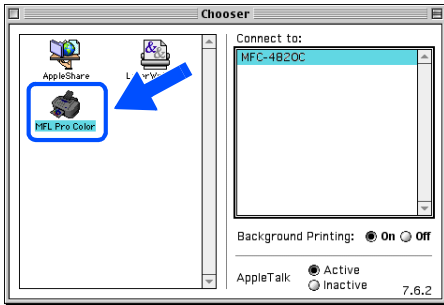 Chooser
Connect to:
MFC-4820C
AppleShare
MFL Pro Color
Background Printing: On Off
AppleTalk
Active
Inactive
7.6.2